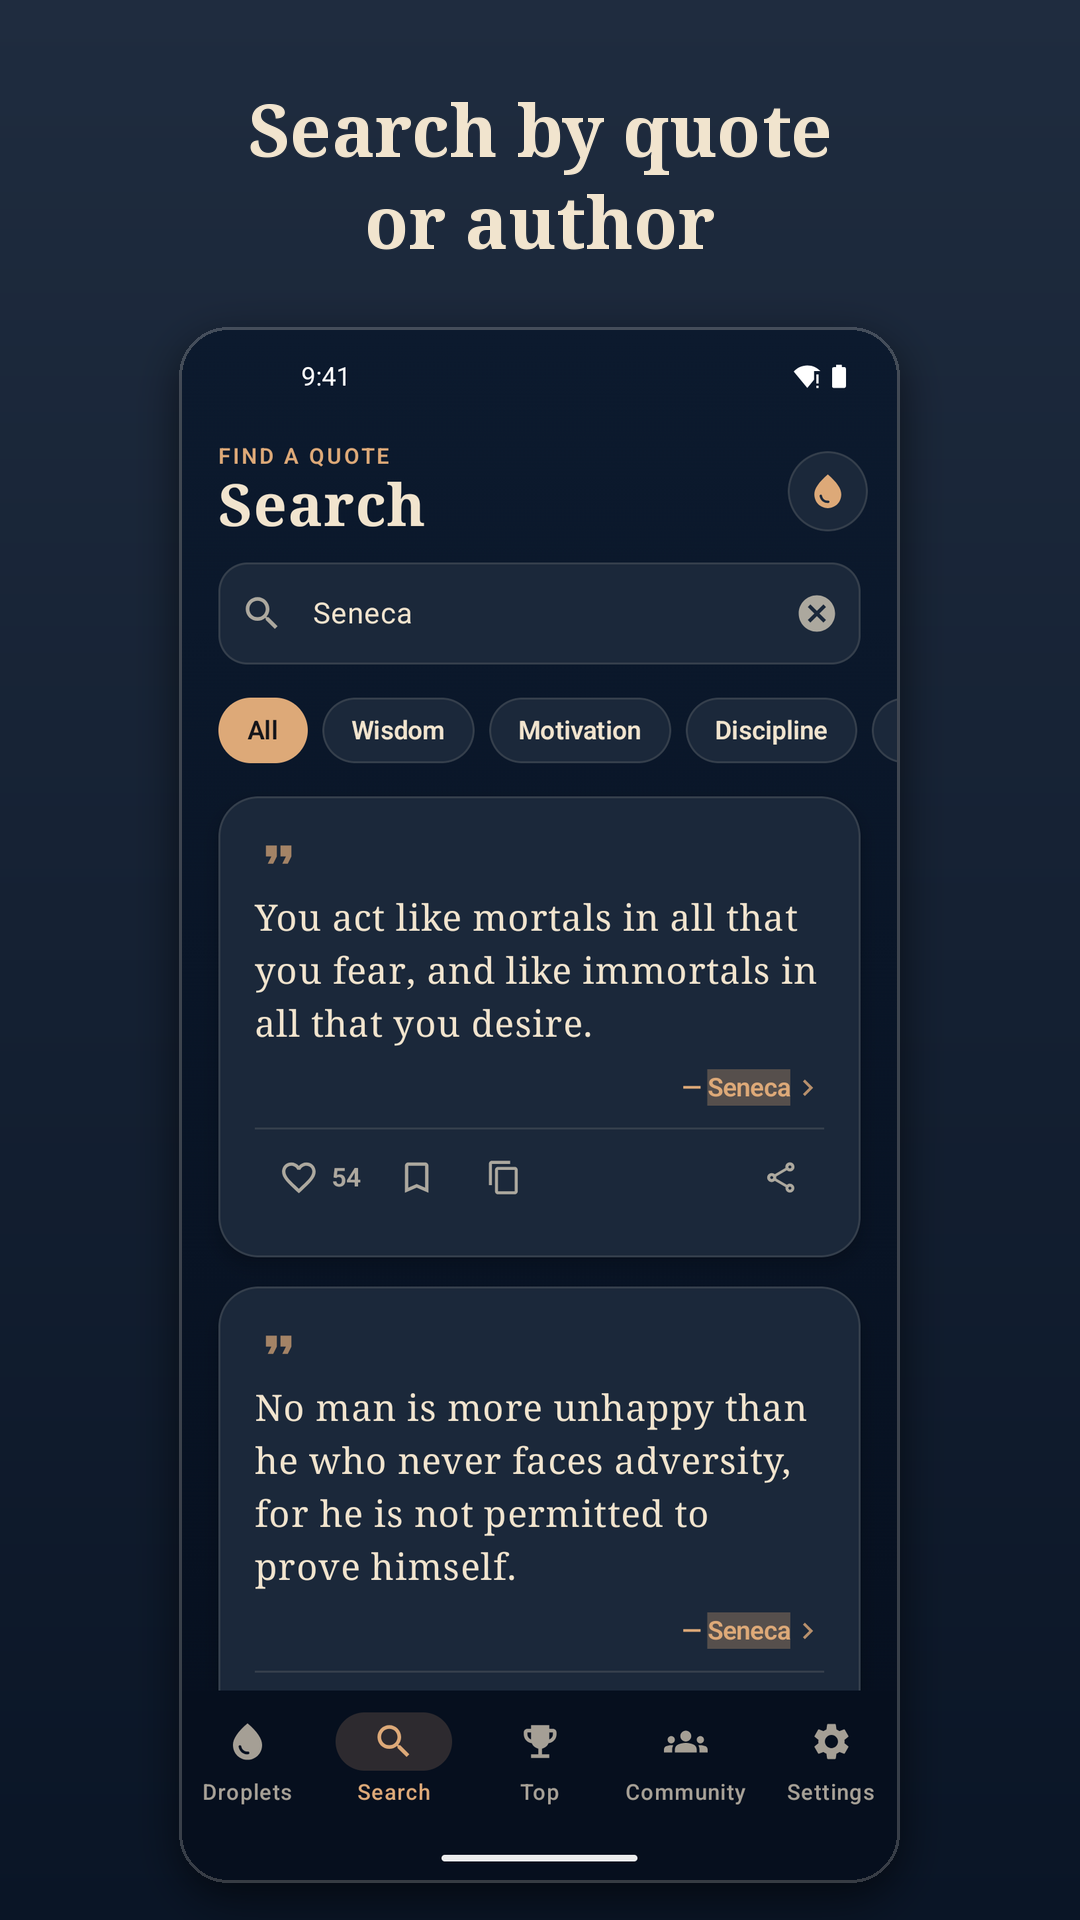 Search by quote
or author
9:41
FIND A QUOTE
Search
Seneca
All
Wisdom
Motivation
Discipline
You act like mortals in all that
you fear, and like immortals in
all that you desire.
— Seneca
54
No man is more unhappy than
he who never faces adversity,
for he is not permitted to
prove himself.
— Seneca
Droplets
Search
Top
Community
Settings